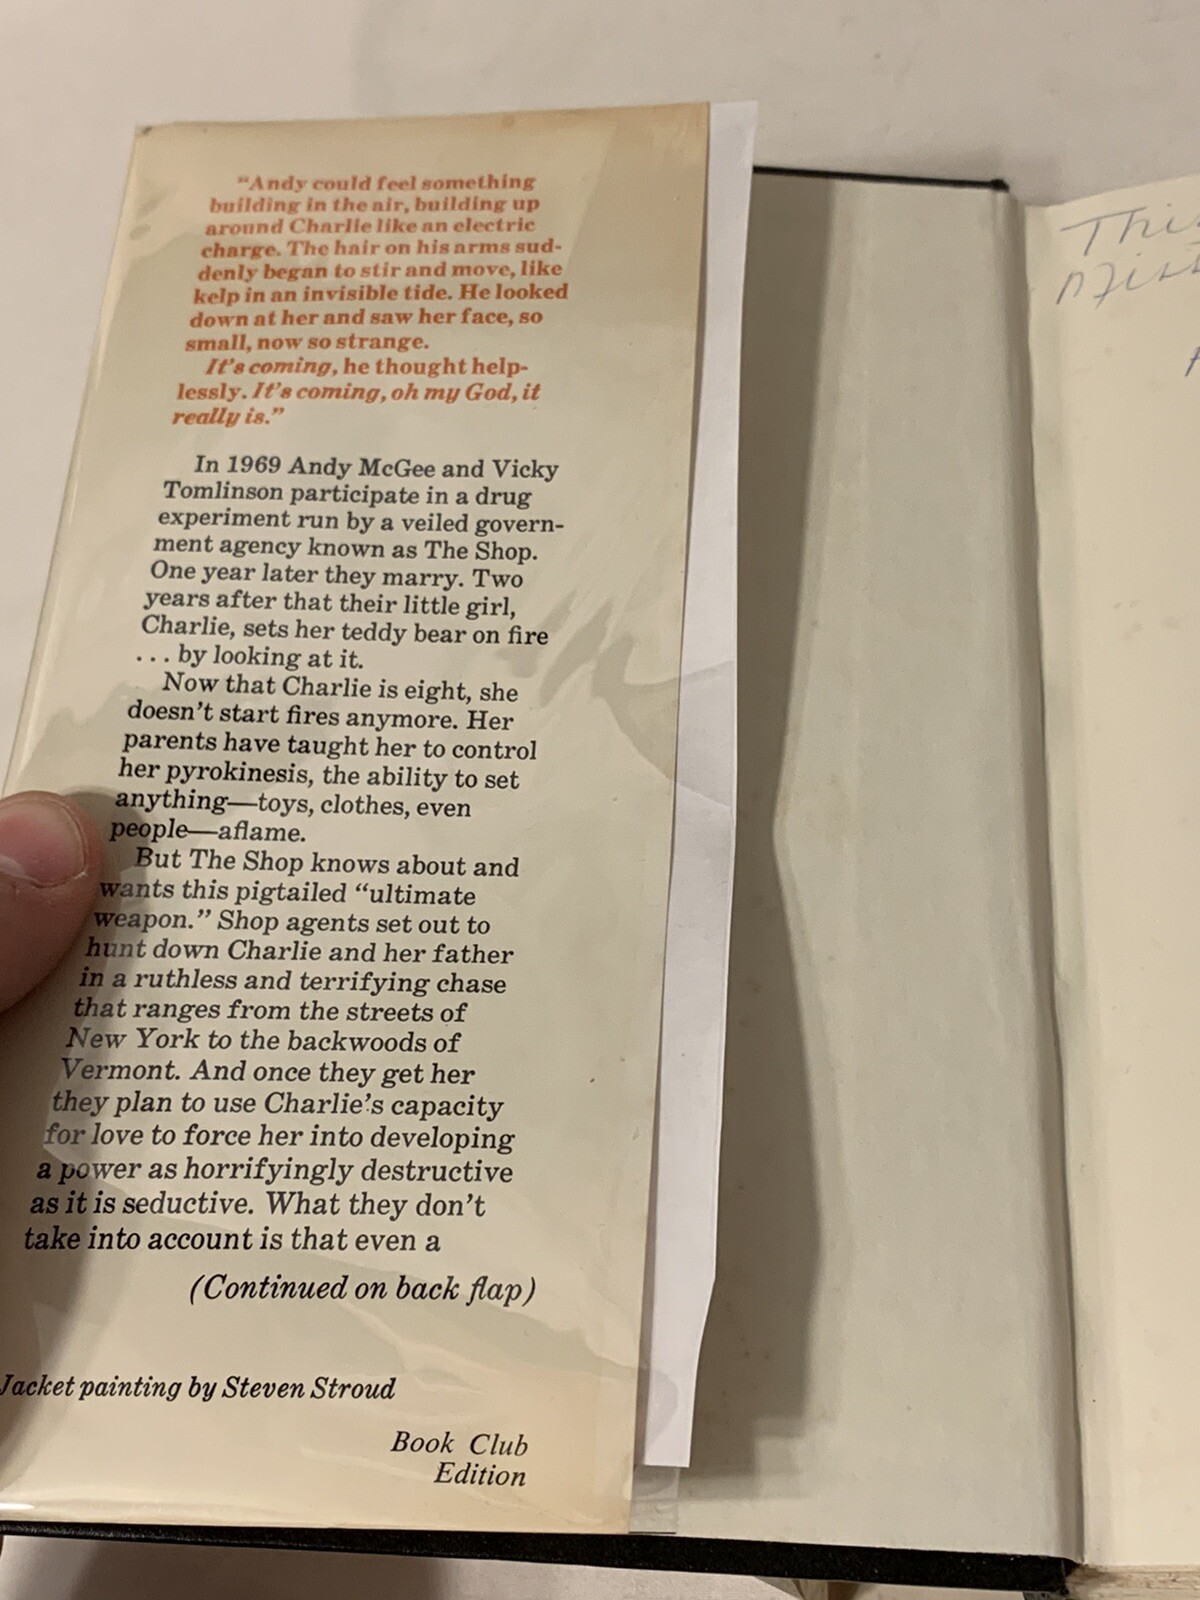 "Andy could feel something
building in the air, building up
around Charlie like an electric
charge. The hair on his arms sud-
denly began to stir and move, like
kelp in an invisible tide. He looked
down at her and saw her face, so
small, now so strange.
It's coming, he thought help-
lessly. It's coming, oh my God, it
really is."
In 1969 Andy McGee and Vicky
Tomlinson participate in a drug
experiment run by a veiled govern-
ment agency known as The Shop.
One year later they marry. Two
years after that their little girl,
Charlie, sets her teddy bear on fire
... by looking at it.
Now that Charlie is eight, she
doesn't start fires anymore. Her
parents have taught her to control
her pyrokinesis, the ability to set
anything—toys, clothes, even
people—aflame.
But The Shop knows about and
wants this pigtailed "ultimate
weapon." Shop agents set out to
hunt down Charlie and her father
in a ruthless and terrifying chase
that ranges from the streets of
New York to the backwoods of
Vermont. And once they get her
they plan to use Charlie's capacity
for love to force her into developing
a power as horrifyingly destructive
as it is seductive. What they don't
take into account is that even a
(Continued on back flap)
Jacket painting by Steven Stroud
Book Club
Edition